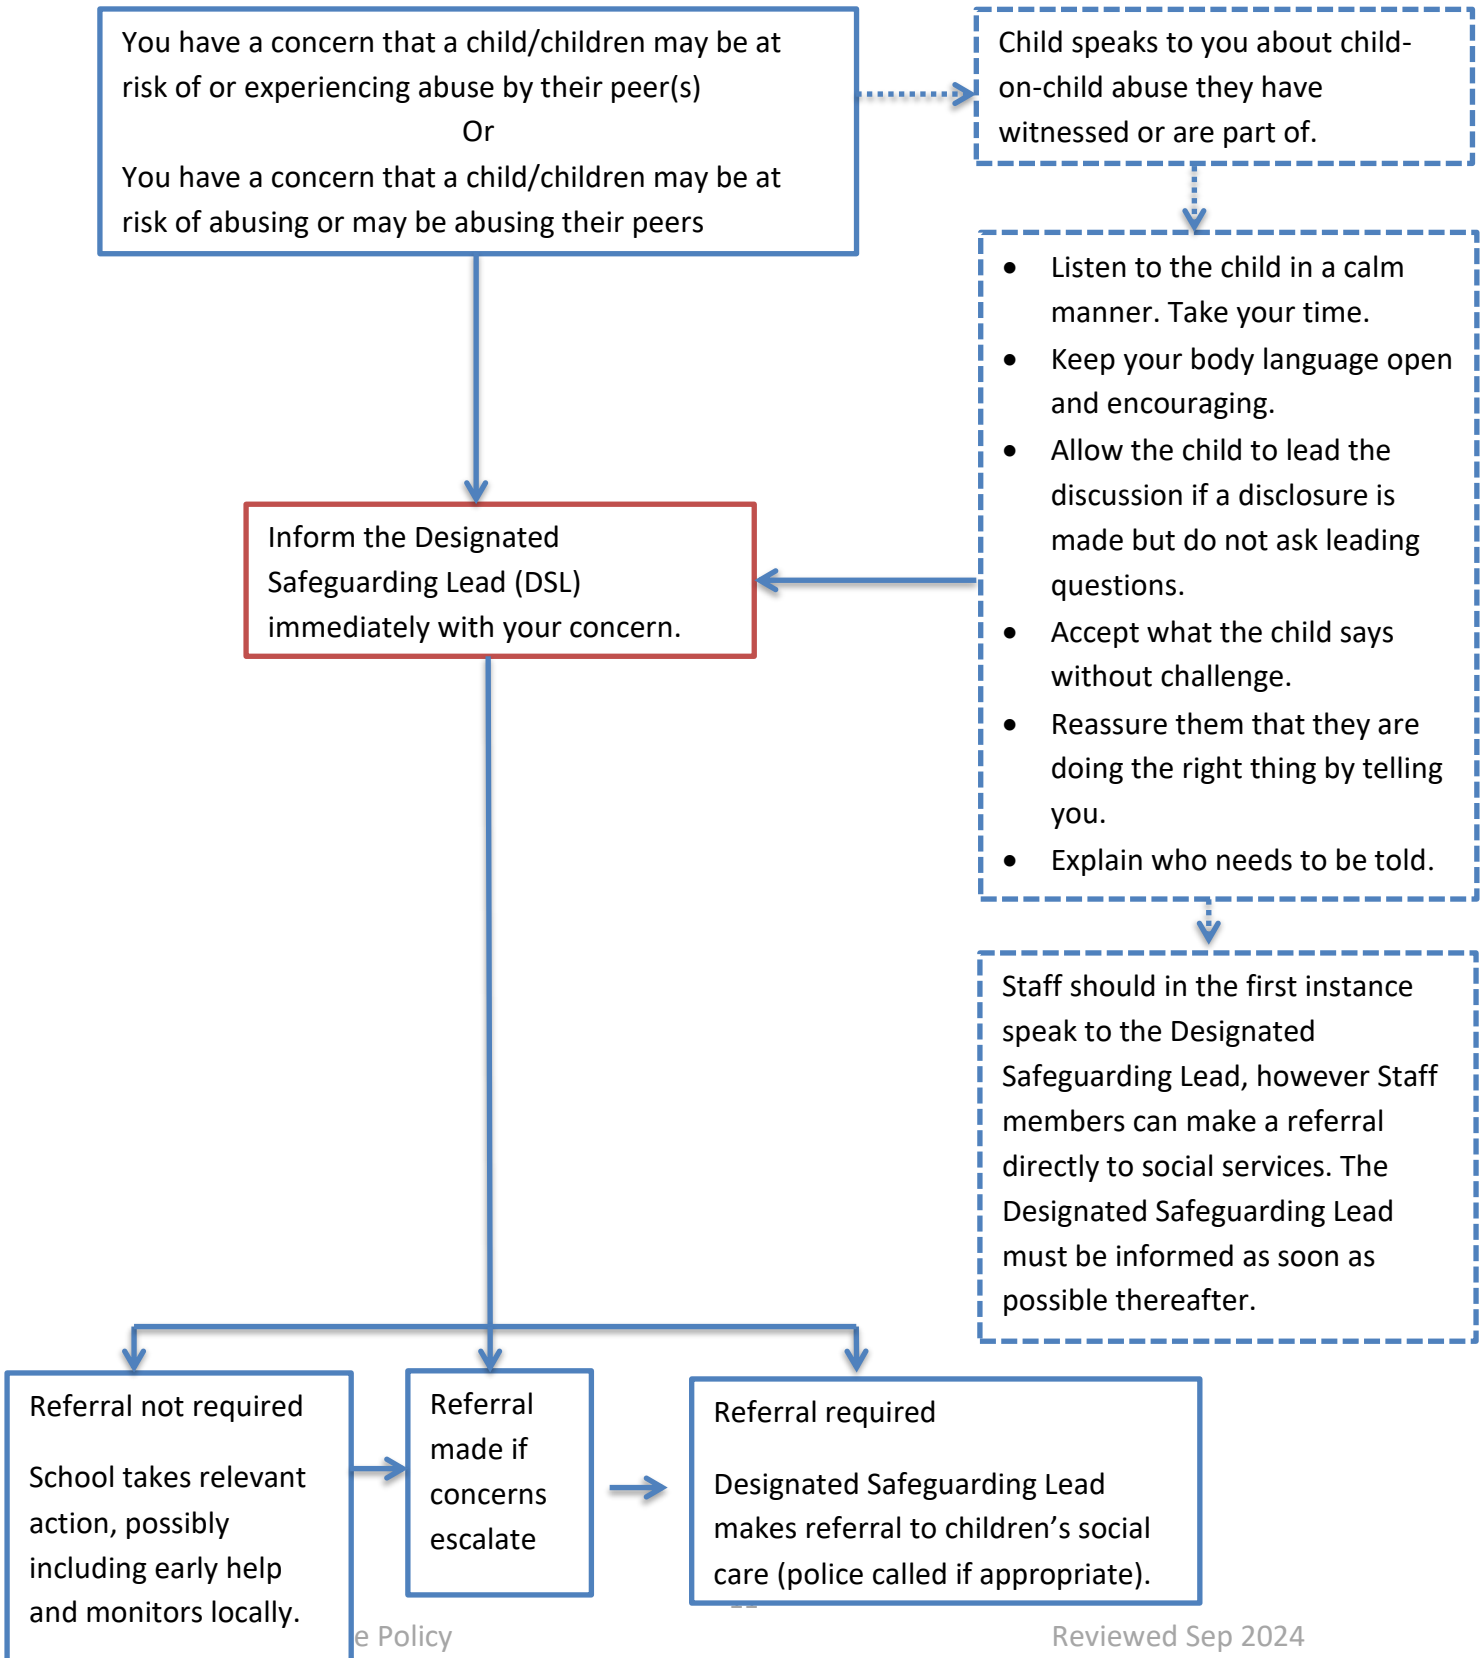 You have a concern that a child/children may be at
risk of or experiencing abuse by their peer(s)
Or
You have a concern that a child/children may be at
risk of abusing or may be abusing their peers
Child speaks to you about child-
on-child abuse they have
witnessed or are part of.
• Listen to the child in a calm
manner. Take your time.
• Keep your body language open
and encouraging.
• Allow the child to lead the
discussion if a disclosure is
made but do not ask leading
questions.
• Accept what the child says
without challenge.
• Reassure them that they are
doing the right thing by telling
you.
• Explain who needs to be told.
Inform the Designated
Safeguarding Lead (DSL)
immediately with your concern.
Staff should in the first instance
speak to the Designated
Safeguarding Lead, however Staff
members can make a referral
directly to social services. The
Designated Safeguarding Lead
must be informed as soon as
possible thereafter.
Referral not required
School takes relevant
action, possibly
including early help
and monitors locally.
Referral
made if
concerns
escalate
Referral required
Designated Safeguarding Lead
makes referral to children’s social
care (police called if appropriate).
e Policy
Reviewed Sep 2024